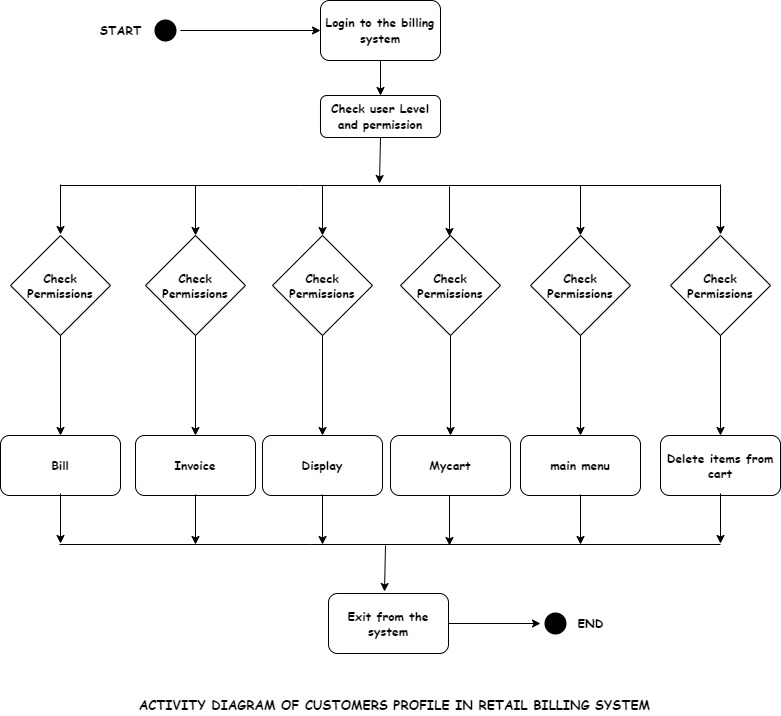 START
Login to the billing
system
Check user Level
and permission
Check
Permissions
Check
Permissions
Check
Permissions
Check
Permissions
Check
Permissions
Check
Permissions
Bill
Invoice
Display
Mycart
main menu
Delete items from
cart
Exit from the
system
END
ACTIVITY DIAGRAM OF CUSTOMERS PROFILE IN RETAIL BILLING SYSTEM